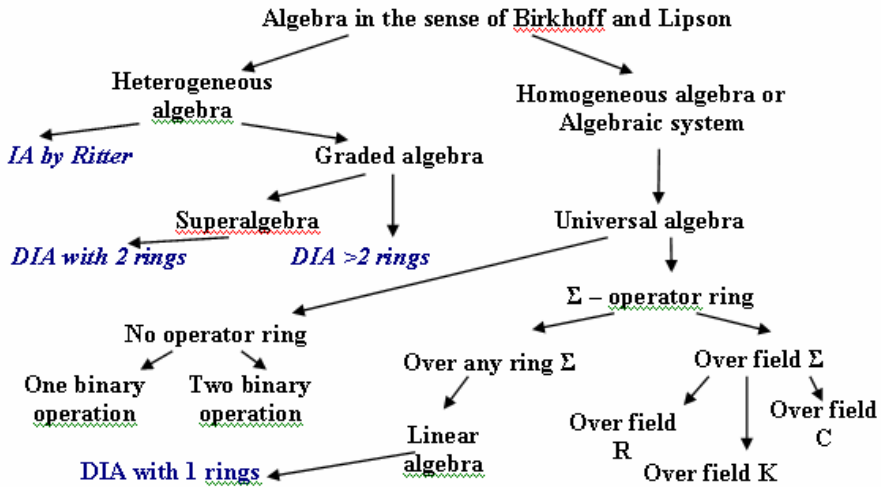 Algebra in the sense of Birkhoff and Lipson
Heterogeneous
algebra
Homogeneous algebra or
Algebraic system
IA by Ritter
Graded algebra
Superalgebra
Universal algebra
DIA with 2 rings
DIA >2 rings
Σ – operator ring
No operator ring
Over any ring Σ
Over field Σ
One binary
operation
Two binary
operation
Over field
R
Over field
C
Linear
algebra
DIA with 1 rings
Over field K